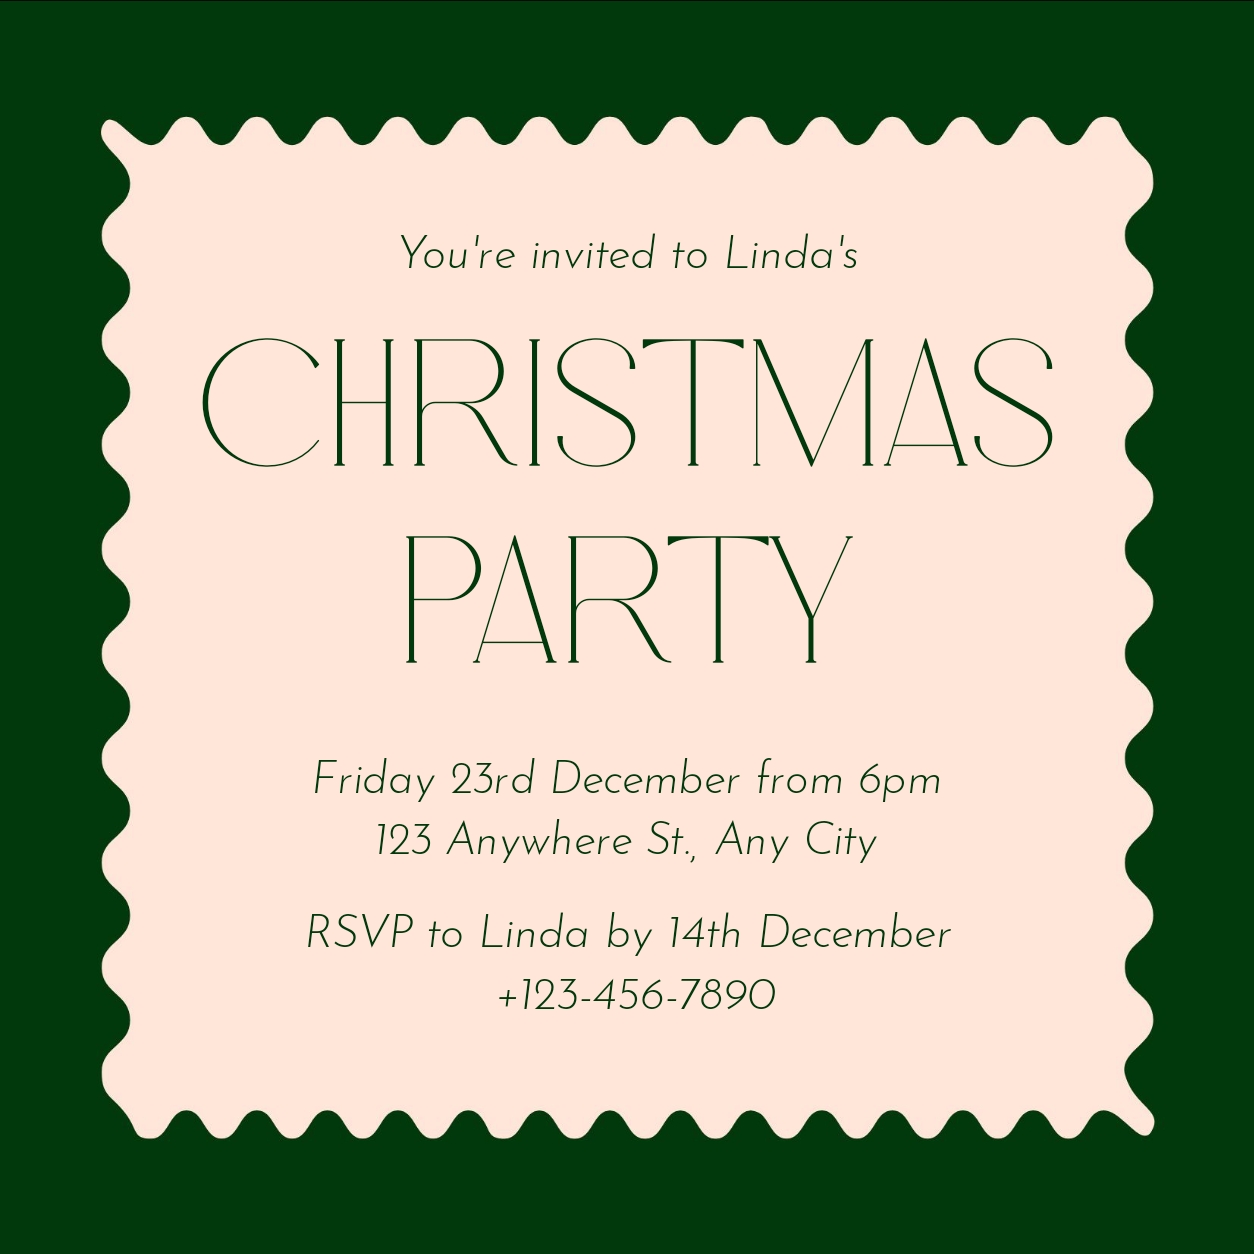 You're invited to Linda's
CHRISTMAS
PARTY
Friday 23rd December from 6pm
123 Anywhere St., Any City
RSVP to Linda by 14th December
+123-456-7890